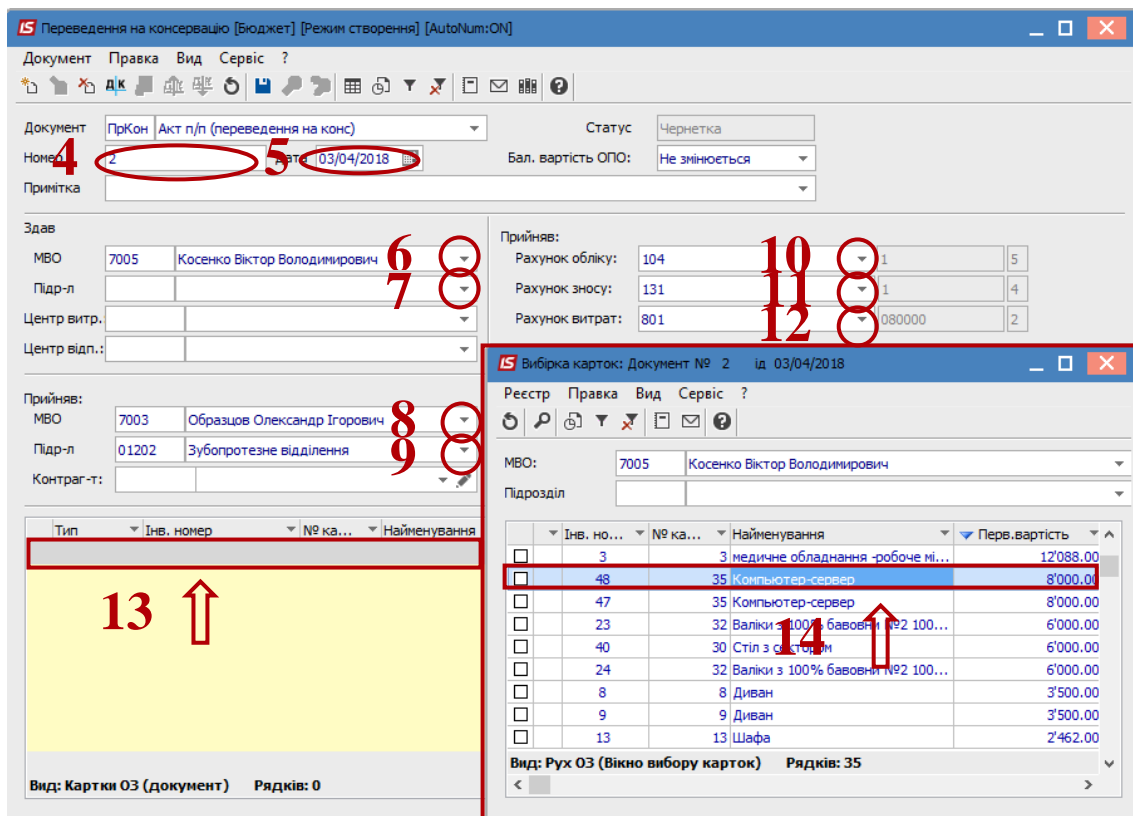 Переведення на консервацію [Бюджет] [Режим створення] [AutoNum:ON]
Документ Правка Вид Сервіс ?
Документ ПрКон Акт п/п (переведення на конс) Статус Чернетка
Номер 4 2 5 Дата 03/04/2018 Бал. вартість ОПО: Не змінюється
Примітка
Здав
МВО 7005 Косенко Віктор Володимирович 6
Підр-л 7
Центр витр.:
Центр відп.:
Прийняв:
Рахунок обліку: 104 10 1 5
Рахунок зносу: 131 11 1 4
Рахунок витрат: 801 12 080000 2
Прийняв:
МВО 7003 Образцов Олександр Ігорович 8
Підр-л 01202 Зубопротезне відділення 9
Контраг-т:
Тип Інв. номер № ка... Найменування
13
Вид: Картки ОЗ (документ) Рядків: 0
Вибірка карток: Документ № 2 ід 03/04/2018
Реєстр Правка Вид Сервіс ?
МВО: 7005 Косенко Віктор Володимирович
Підрозділ
Інв. но... № ка... Найменування Перв.вартість
3 3 медичне обладнання -робоче мі... 12'088.00
48 35 Компьютер-сервер 8'000.00
47 35 Компьютер-сервер 8'000.00
23 32 Валіки з 100% бавовни №2 100... 6'000.00
40 30 Стіл з сектором 6'000.00
14
24 32 Валіки з 100% бавовни №2 100... 6'000.00
8 8 Диван 3'500.00
9 9 Диван 3'500.00
13 13 Шафа 2'462.00
Вид: Рух ОЗ (Вікно вибору карток) Рядків: 35